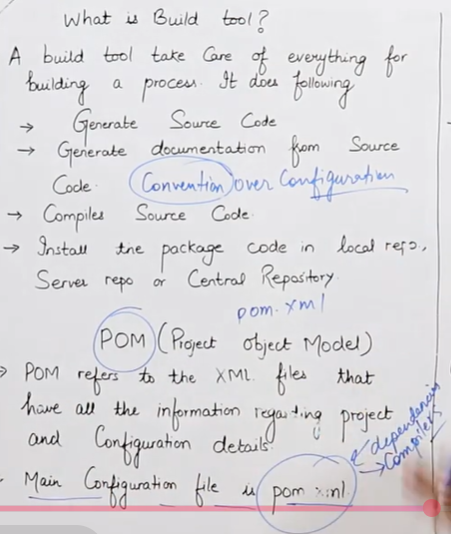 What is Build tool?
A build tool take care of everything for
building a process. It does following
→ Generate Source Code
→ Generate documentation from Source
Code. Convention over Configuration
→ Compiles Source Code.
→ Install the package code in local repo.,
Server repo or Central Repository.
pom.xml
POM (Project Object Model)
→ POM refers to the XML files that
have all the information regarding project
and Configuration details.
dependencies
→ Compilers
Main Configuration file is pom.xml